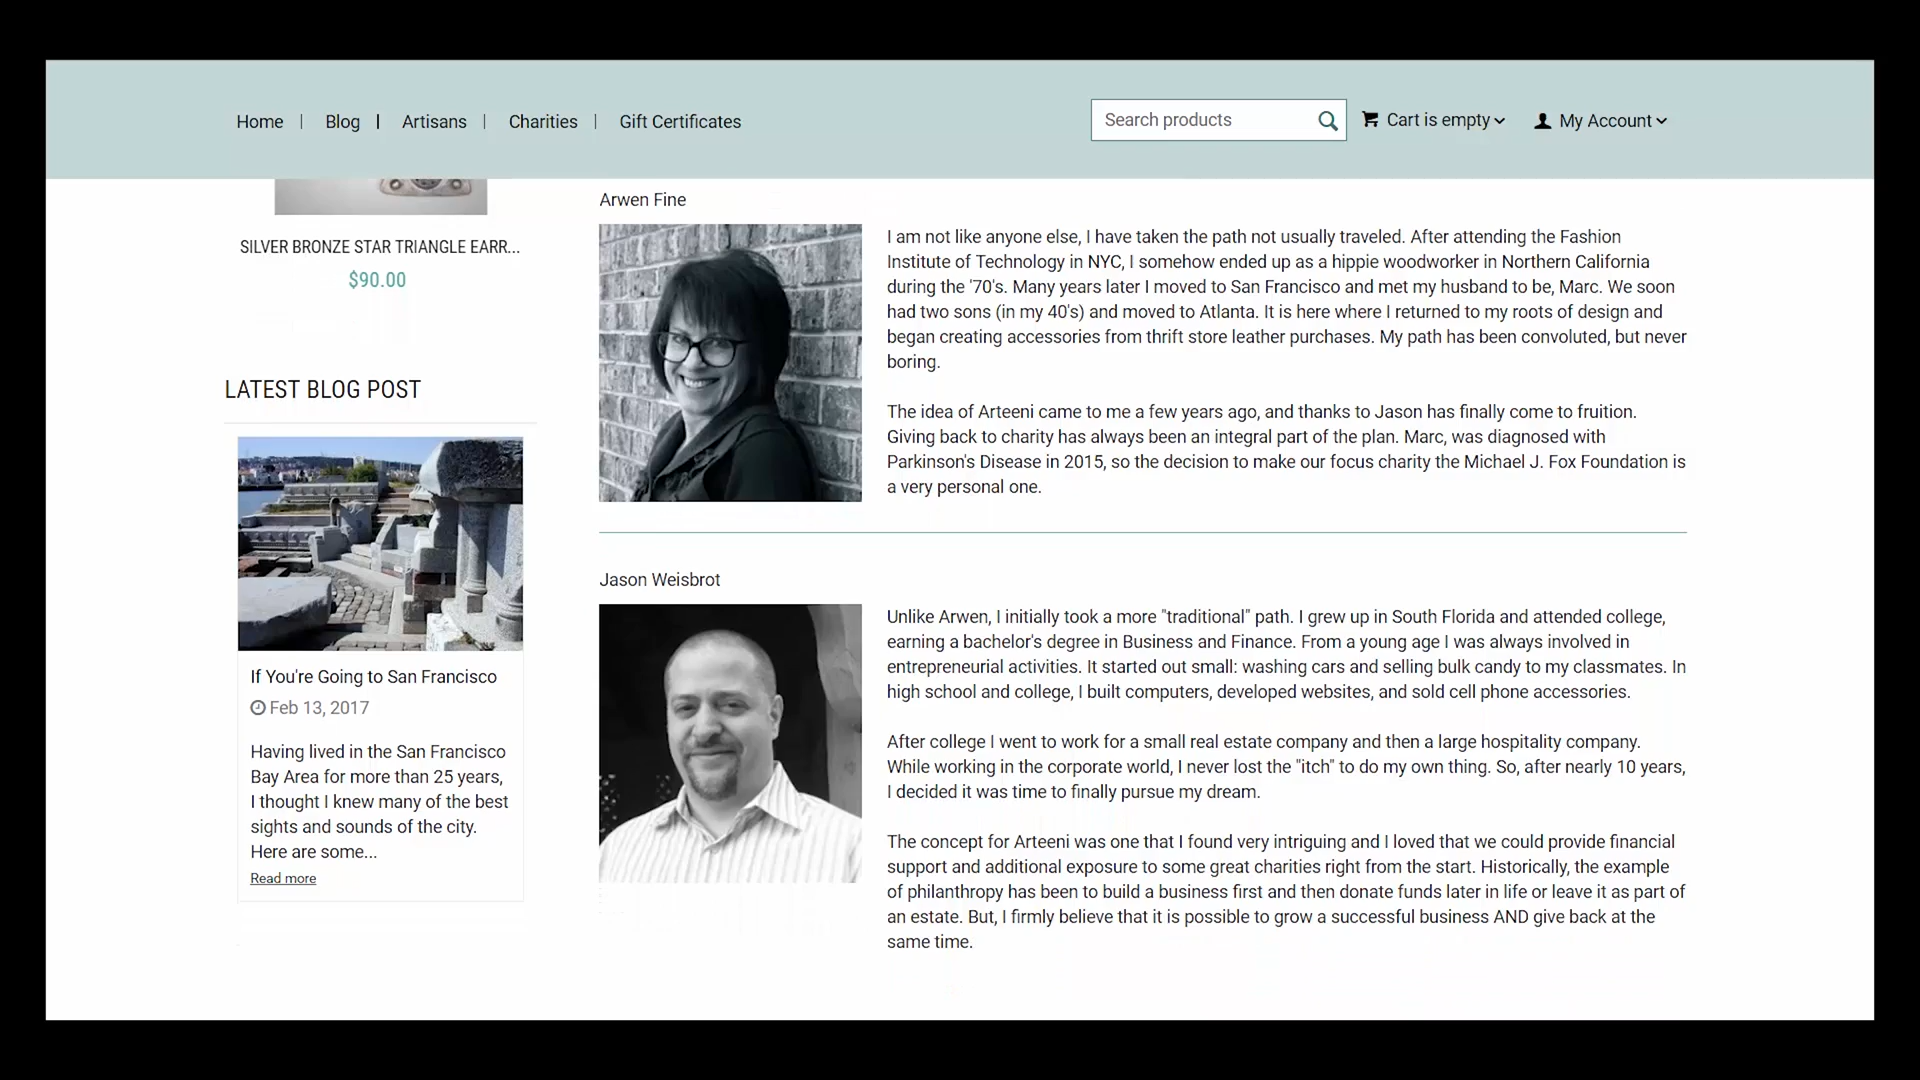 Home | Blog | Artisans | Charities | Gift Certificates
Search products
Cart is empty
My Account
SILVER BRONZE STAR TRIANGLE EARR...
$90.00
LATEST BLOG POST
If You're Going to San Francisco
Feb 13, 2017
Having lived in the San Francisco
Bay Area for more than 25 years,
I thought I knew many of the best
sights and sounds of the city.
Here are some...
Read more
Arwen Fine
I am not like anyone else, I have taken the path not usually traveled. After attending the Fashion
Institute of Technology in NYC, I somehow ended up as a hippie woodworker in Northern California
during the '70's. Many years later I moved to San Francisco and met my husband to be, Marc. We soon
had two sons (in my 40's) and moved to Atlanta. It is here where I returned to my roots of design and
began creating accessories from thrift store leather purchases. My path has been convoluted, but never
boring.
The idea of Arteeni came to me a few years ago, and thanks to Jason has finally come to fruition.
Giving back to charity has always been an integral part of the plan. Marc, was diagnosed with
Parkinson's Disease in 2015, so the decision to make our focus charity the Michael J. Fox Foundation is
a very personal one.
Jason Weisbrot
Unlike Arwen, I initially took a more "traditional" path. I grew up in South Florida and attended college,
earning a bachelor's degree in Business and Finance. From a young age I was always involved in
entrepreneurial activities. It started out small: washing cars and selling bulk candy to my classmates. In
high school and college, I built computers, developed websites, and sold cell phone accessories.
After college I went to work for a small real estate company and then a large hospitality company.
While working in the corporate world, I never lost the "itch" to do my own thing. So, after nearly 10 years,
I decided it was time to finally pursue my dream.
The concept for Arteeni was one that I found very intriguing and I loved that we could provide financial
support and additional exposure to some great charities right from the start. Historically, the example
of philanthropy has been to build a business first and then donate funds later in life or leave it as part of
an estate. But, I firmly believe that it is possible to grow a successful business AND give back at the
same time.